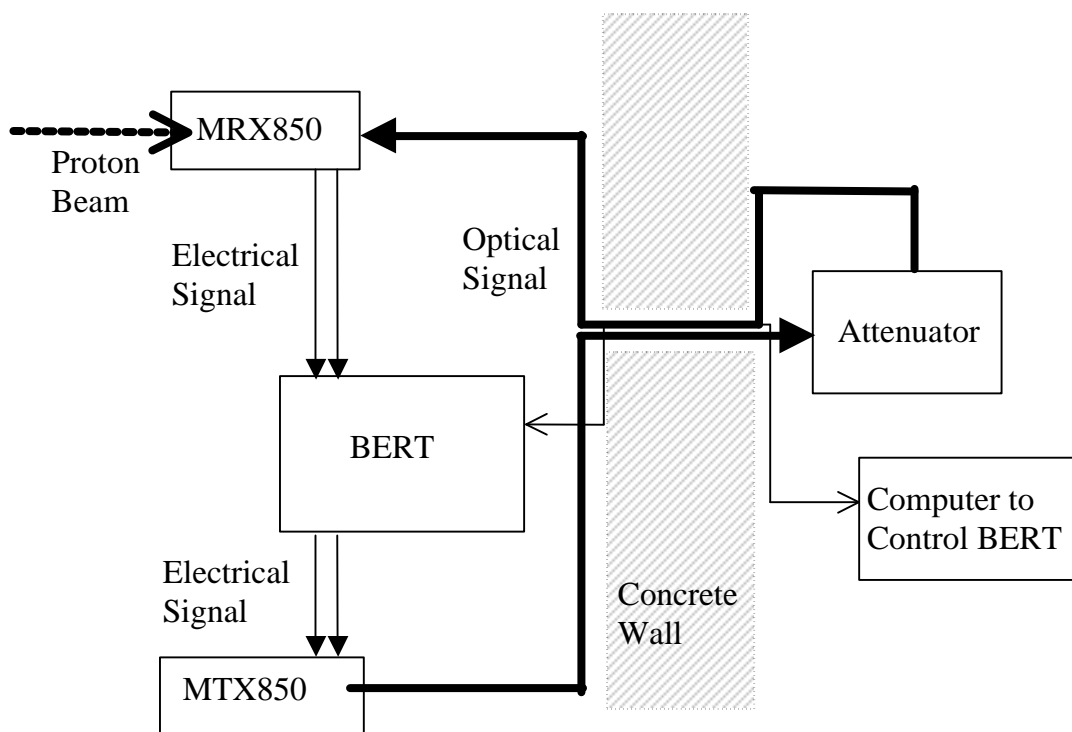 MRX850
Proton
Beam
Electrical
Signal
Optical
Signal
Attenuator
BERT
Computer to
Control BERT
Electrical
Signal
Concrete
Wall
MTX850